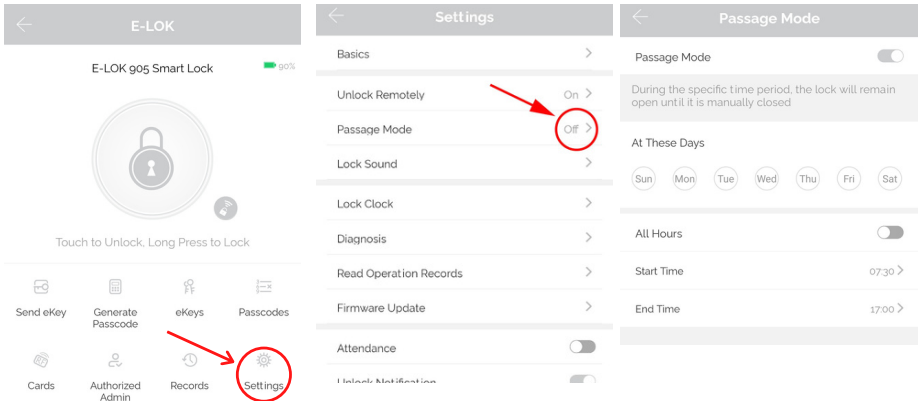 E-LOK
E-LOK 905 Smart Lock
90%
Touch to Unlock, Long Press to Lock
Send eKey
Generate
Passcode
eKeys
Passcodes
Cards
Authorized
Admin
Records
Settings
Settings
Basics
Unlock Remotely On
Passage Mode Off
Lock Sound
Lock Clock
Diagnosis
Read Operation Records
Firmware Update
Attendance
Unlock Notification
Passage Mode
Passage Mode
During the specific time period, the lock will remain
open until it is manually closed
At These Days
Sun Mon Tue Wed Thu Fri Sat
All Hours
Start Time 07:30
End Time 17:00